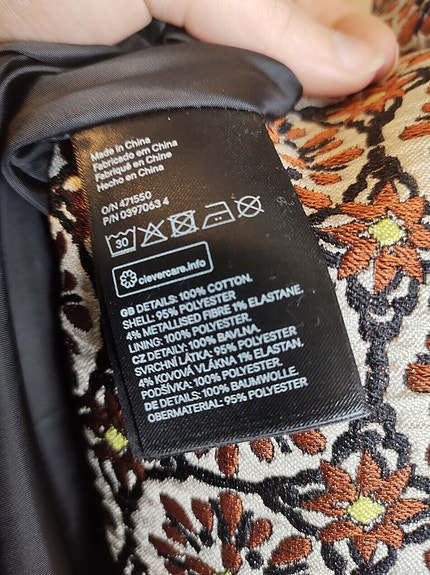 Made in China
Fabricado em China
Fabriqué en Chine
Hecho en China
O/N 471550
P/N 0397063 4
30
clevercare.info
GB DETAILS: 100% COTTON.
SHELL: 95% POLYESTER
4% METALLISED FIBRE 1% ELASTANE.
LINING: 100% POLYESTER
CZ DETAILY: 100% BAVLNA.
SVRCHNÍ LÁTKA: 95% POLYESTER
4% KOVOVÁ VLÁKNA 1% ELASTAN.
PODŠÍVKA: 100% POLYESTER
DE DETAILS: 100% BAUMWOLLE.
OBERMATERIAL: 95% POLYESTER